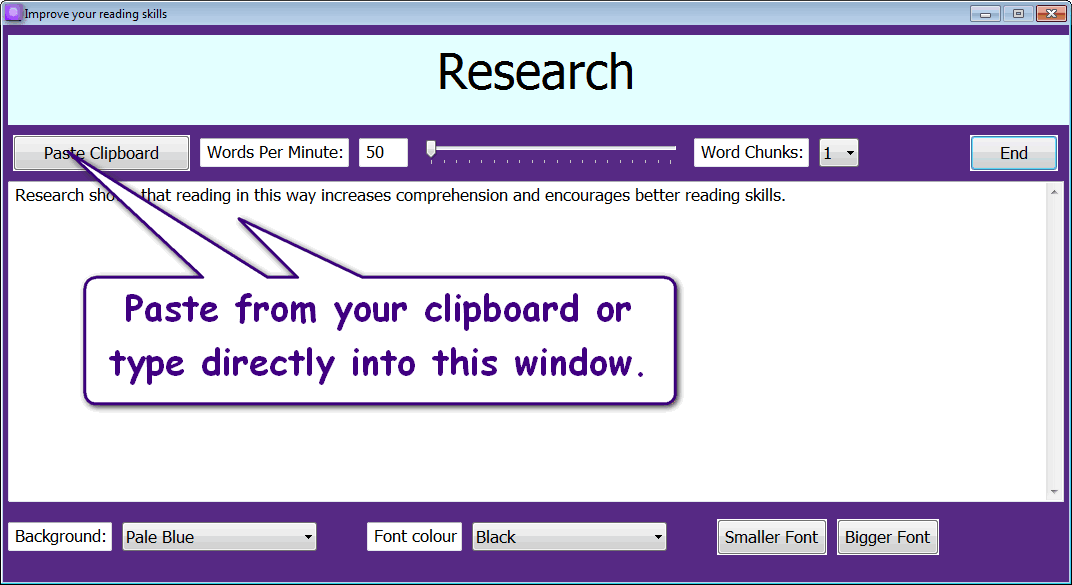 Improve your reading skills
Research
Paste Clipboard
Words Per Minute:
50
Word Chunks:
1
End
Research that reading in this way increases comprehension and encourages better reading skills.
Paste from your clipboard or
type directly into this window.
Background:
Pale Blue
Font colour
Black
Smaller Font
Bigger Font